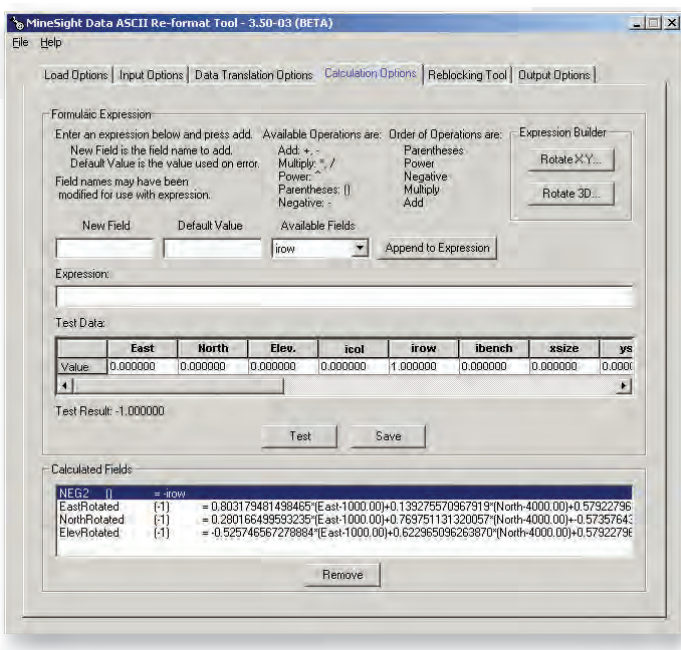 MineSight Data ASCII Re-format Tool - 3.50-03 (BETA)
File Help
Load Options Input Options Data Translation Options Calculation Options Reblocking Tool Output Options
Formulaic Expression
Enter an expression below and press add. Available Operations are: Order of Operations are: Expression Builder
New Field is the field name to add. Add: +, - Parentheses
Default Value is the value used on error. Multiply: *, / Power Rotate X-Y...
Field names may have been Power: ^ Negative
modified for use with expression. Parentheses: () Multiply Rotate 3D...
Negative: - Add
New Field Default Value Available Fields
irow Append to Expression
Expression:
Test Data:
East North Elev. icol irow ibench xsize ys
Value 0.000000 0.000000 0.000000 0.000000 1.000000 0.000000 0.000000 0.0000
Test Result: -1.000000
Test Save
Calculated Fields
NEG2 () = -irow
EastRotated (-1) = 0.803179481498465*(East-1000.00)+0.139275570967919*(North-4000.00)+0.57922796
NorthRotated (-1) = 0.280166499593235*(East-1000.00)+0.769751131320057*(North-4000.00)+-0.57357643
ElevRotated (-1) = -0.525746567278884*(East-1000.00)+0.622965096263870*(North-4000.00)+0.57922796
Remove